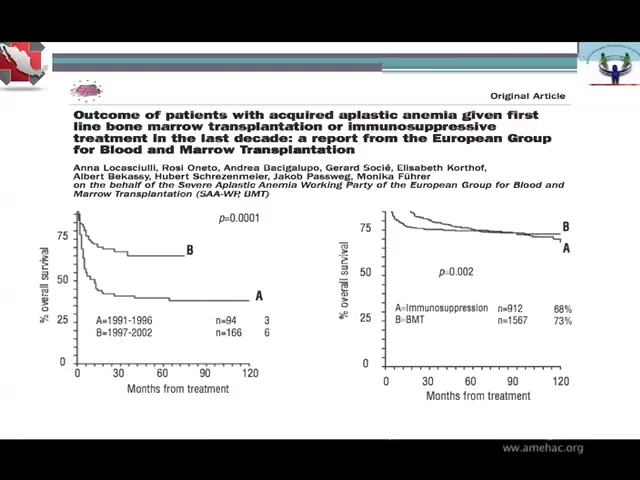 Original Article
Outcome of patients with acquired aplastic anemia given first
line bone marrow transplantation or immunosuppressive
treatment in the last decade: a report from the European Group
for Blood and Marrow Transplantation
Anna Locasciulli, Rosi Oneto, Andrea Bacigalupo, Gerard Socié, Elisabeth Korthof,
Albert Bekassy, Hubert Schrezenmeier, Jakob Passweg, Monika Führer
on the behalf of the Severe Aplastic Anemia Working Party of the European Group for Blood and
Marrow Transplantation (SAA-WP, BMT)
% overall survival
75
50
25
0
p=0.0001
B
A
A=1991-1996 n=94 3
B=1997-2002 n=166 6
0 30 60 90 120
Months from treatment
% overall survival
75
50
25
0
B
A
p=0.002
A=Immunosuppression n=912 68%
B=BMT n=1567 73%
0 30 60 90 120
Months from treatment
ww.amehac.org